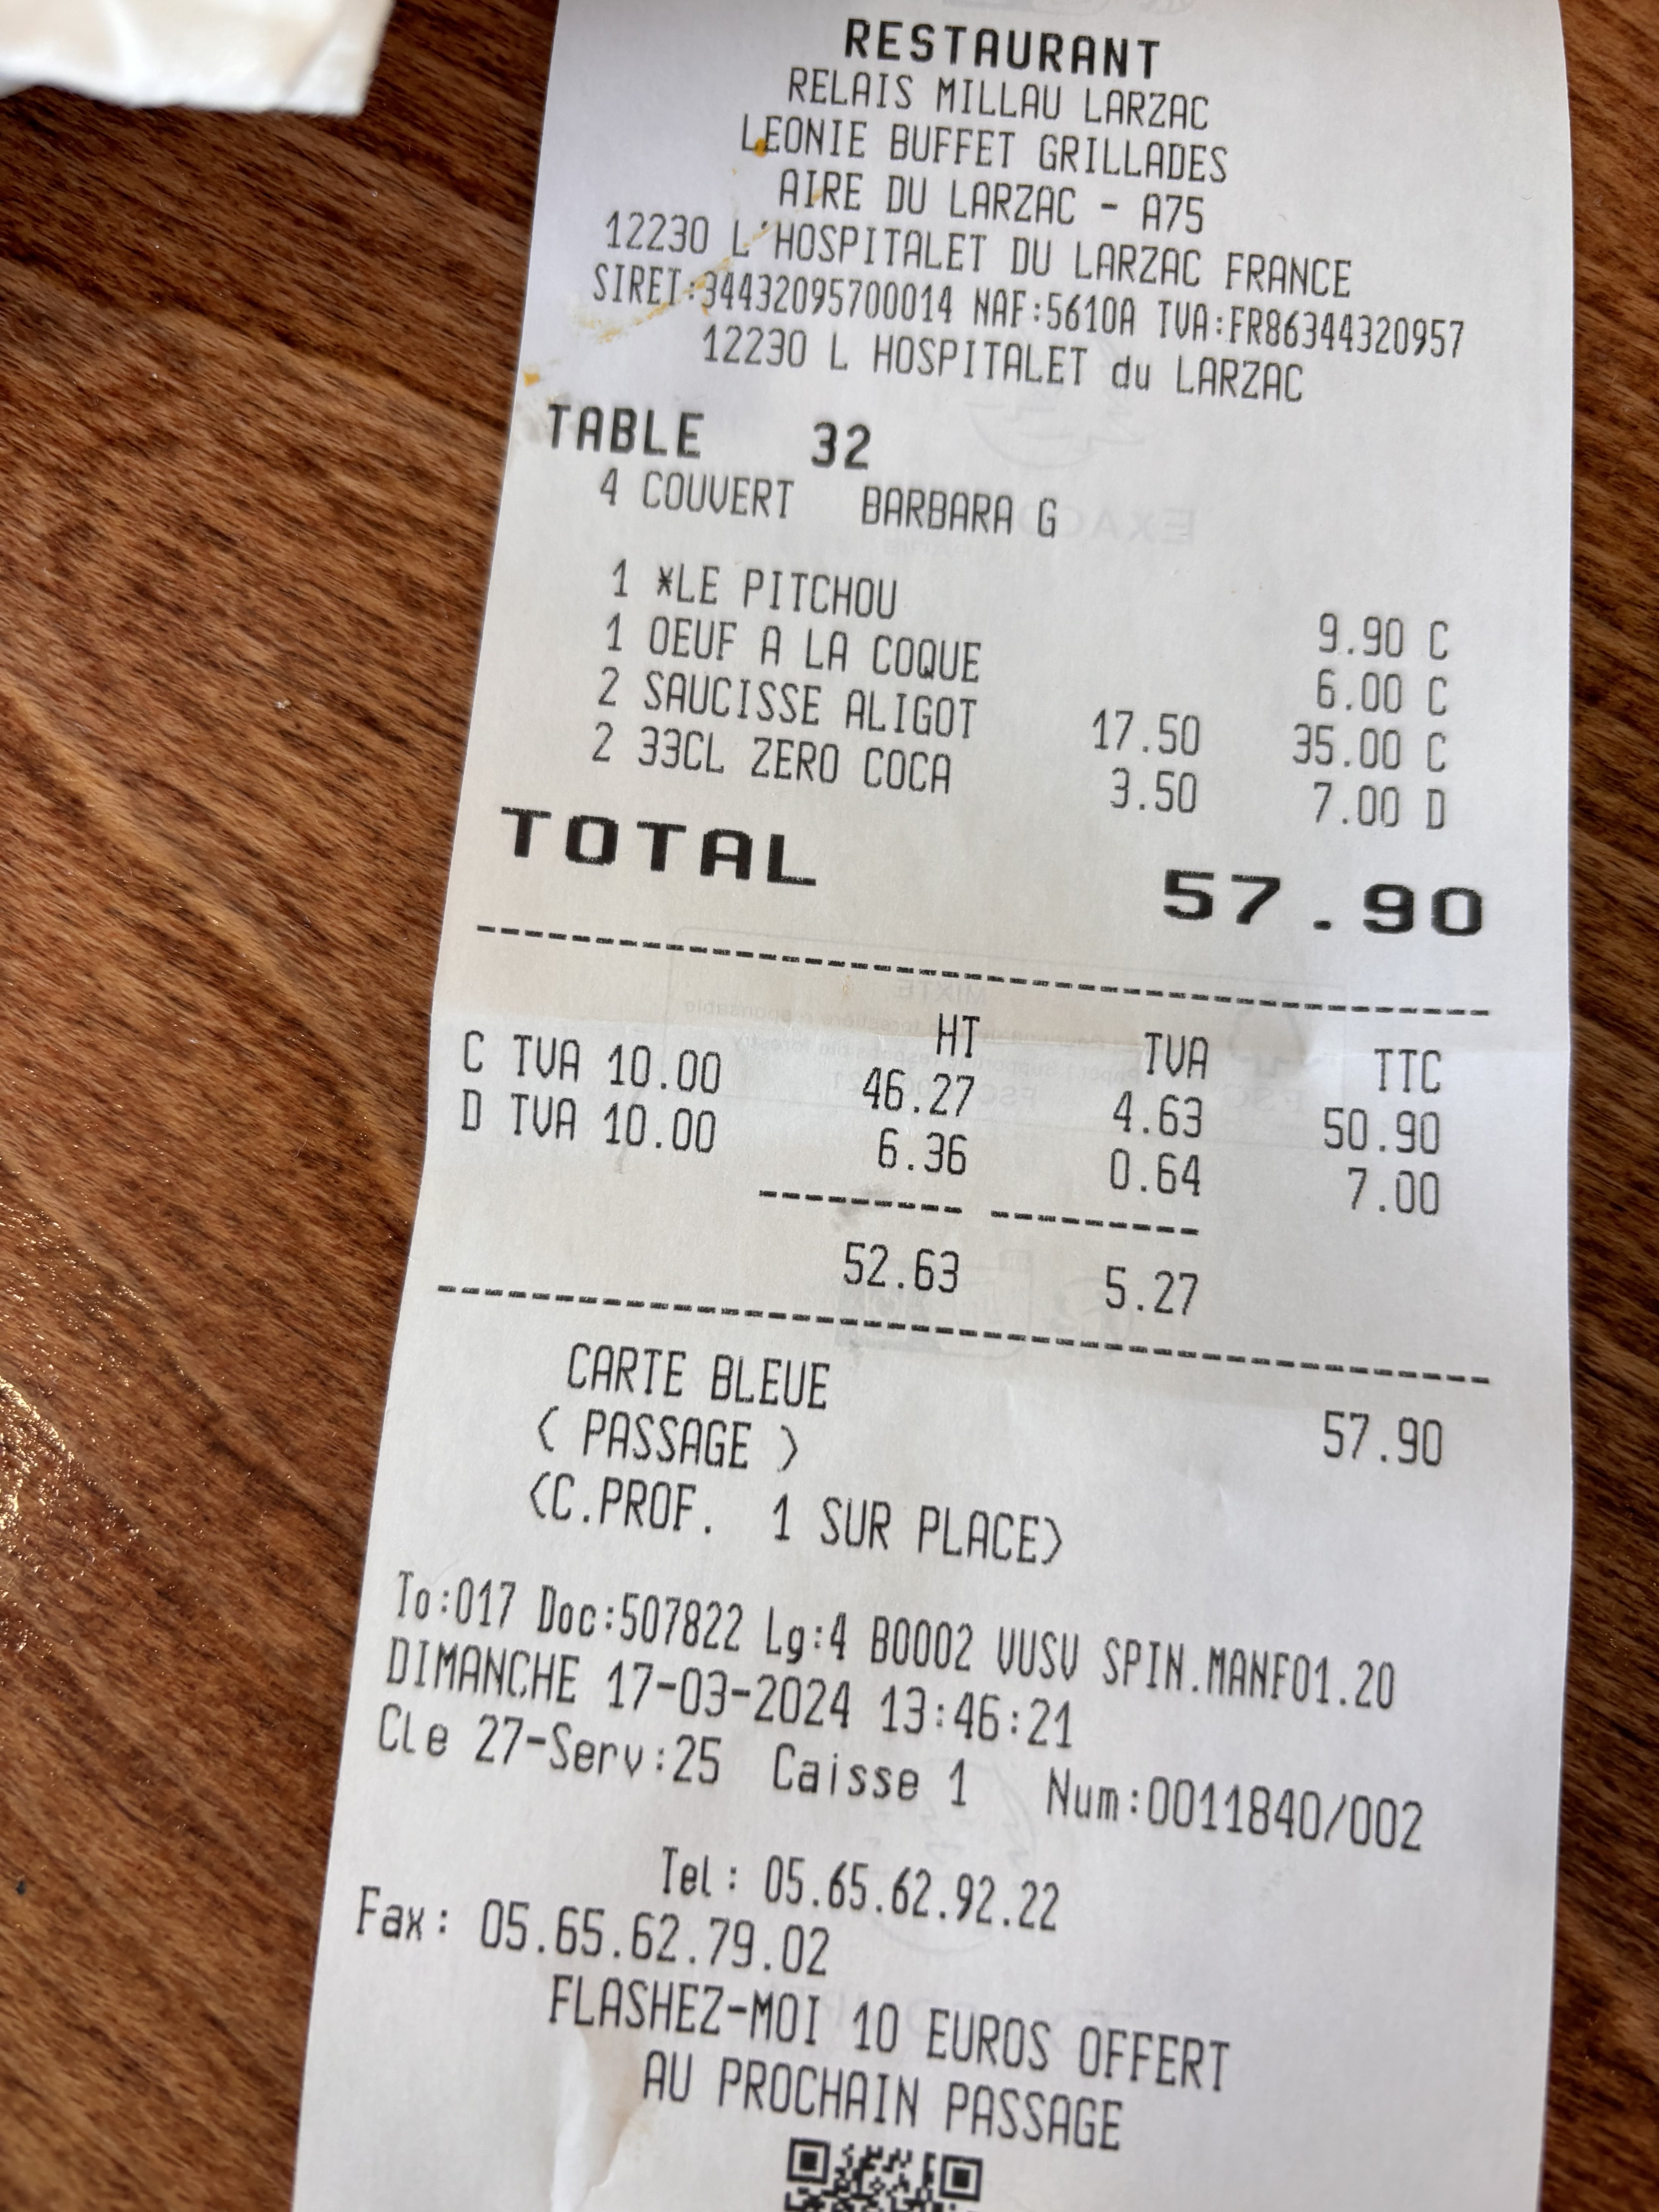 RESTAURANT
RELAIS MILLAU LARZAC
LEONIE BUFFET GRILLADES
AIRE DU LARZAC - A75
12230 L'HOSPITALET DU LARZAC FRANCE
SIRET:34432095700014 NAF:5610A TVA:FR86344320957
12230 L HOSPITALET du LARZAC
TABLE 32
4 COUVERT BARBARA G
1 *LE PITCHOU 9.90 C
1 OEUF A LA COQUE 6.00 C
2 SAUCISSE ALIGOT 17.50 35.00 C
2 33CL ZERO COCA 3.50 7.00 D
TOTAL 57.90
HT TVA TTC
C TVA 10.00 46.27 4.63 50.90
D TVA 10.00 6.36 0.64 7.00
52.63 5.27
CARTE BLEUE 57.90
( PASSAGE )
(C.PROF. 1 SUR PLACE)
To:017 Doc:507822 Lg:4 B0002 VUSV SPIN.MANF01.20
DIMANCHE 17-03-2024 13:46:21
Cle 27-Serv:25 Caisse 1 Num:0011840/002
Tel: 05.65.62.92.22
Fax: 05.65.62.79.02
FLASHEZ-MOI 10 EUROS OFFERT
AU PROCHAIN PASSAGE